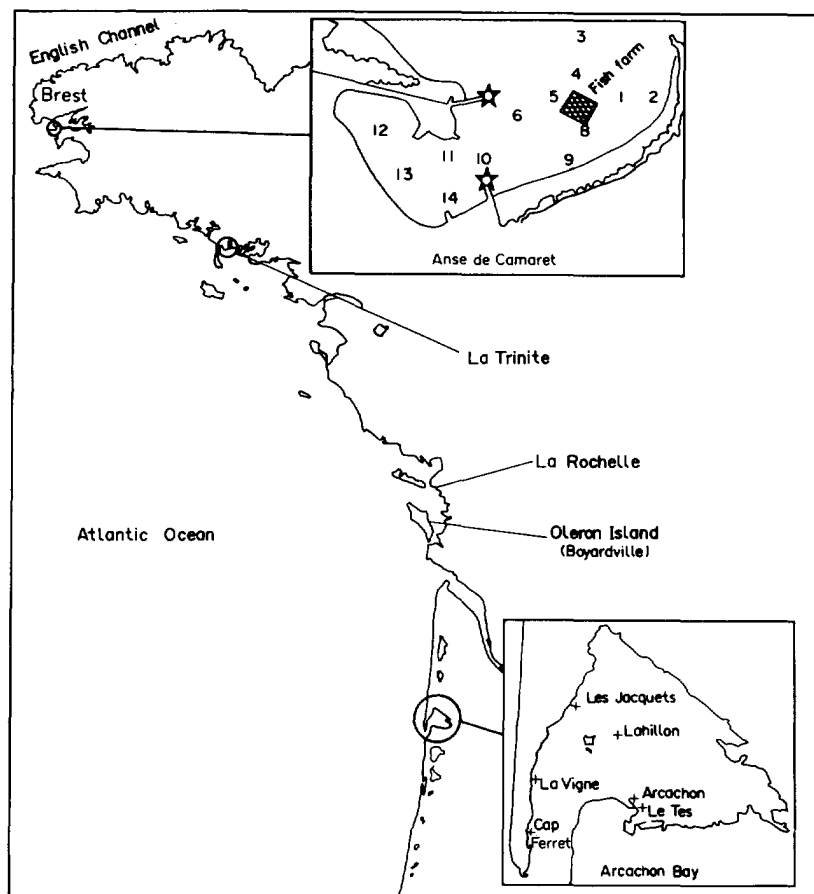 English Channel
Brest
3
4
Fish farm
5
1
2
6
8
12
11
10
9
13
14
Anse de Camaret
La Trinite
La Rochelle
Atlantic Ocean
Oleron Island
(Boyardville)
Les Jacquets
Lahillon
La Vigne
Arcachon
Le Tes
Cap
Ferret
Arcachon Bay